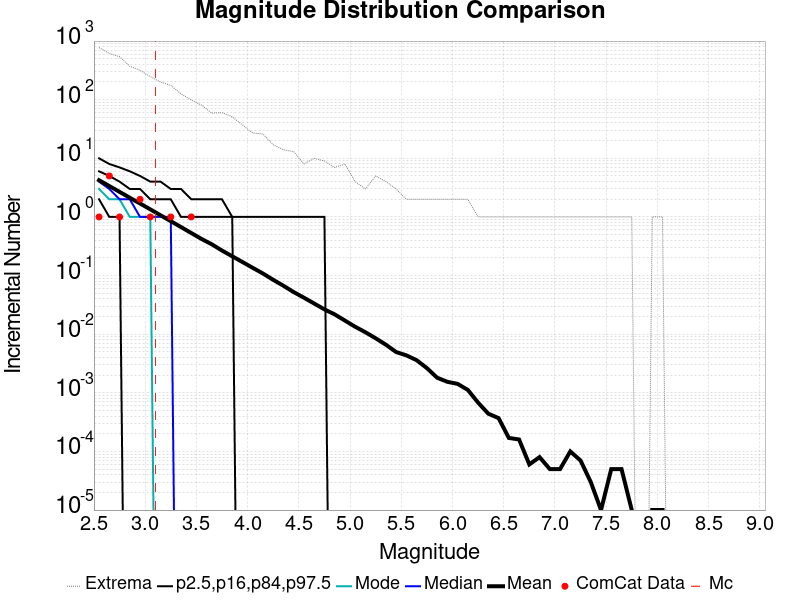 Magnitude Distribution Comparison
10^3
10^2
10^1
10^0
10^-1
10^-2
10^-3
10^-4
10^-5
Incremental Number
2.5 3.0 3.5 4.0 4.5 5.0 5.5 6.0 6.5 7.0 7.5 8.0 8.5 9.0
Magnitude
Extrema p2.5,p16,p84,p97.5 Mode Median Mean ComCat Data Mc